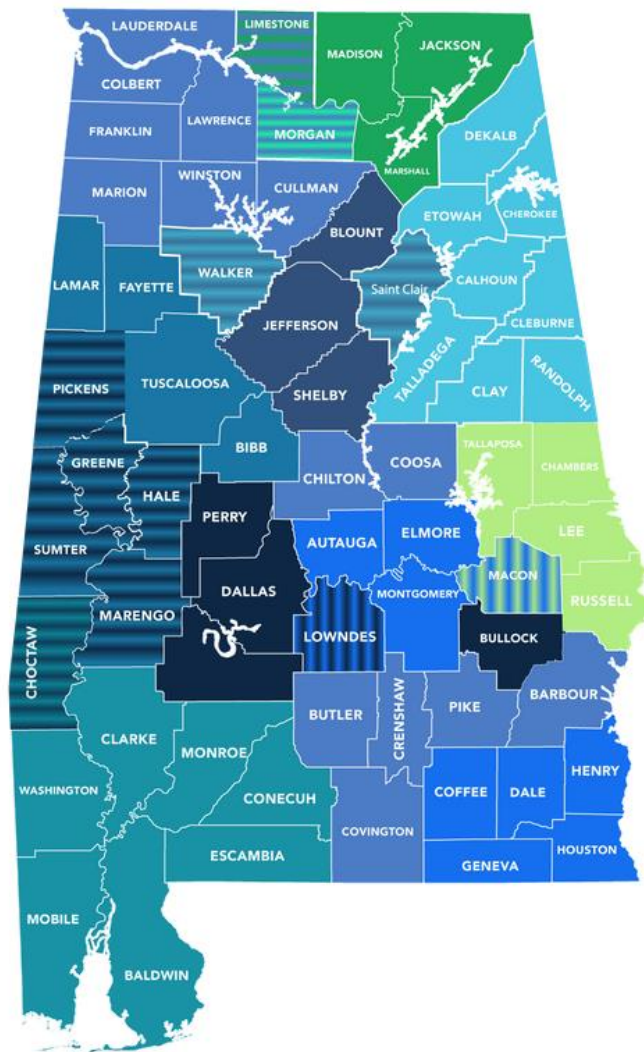 LAUDERDALE
LIMESTONE
MADISON
JACKSON
COLBERT
FRANKLIN
LAWRENCE
MORGAN
MARSHALL
DEKALB
MARION
WINSTON
CULLMAN
ETOWAH
CHEROKEE
BLOUNT
LAMAR
FAYETTE
WALKER
Saint Clair
CALHOUN
CLEBURNE
JEFFERSON
TALLADEGA
PICKENS
TUSCALOOSA
SHELBY
CLAY
RANDOLPH
BIBB
GREENE
HALE
CHILTON
COOSA
TALLAPOSA
CHAMBERS
PERRY
SUMTER
AUTAUGA
ELMORE
LEE
MACON
DALLAS
MARENGO
LOWNDES
MONTGOMERY
RUSSELL
BULLOCK
CHOCTAW
CLARKE
BUTLER
CRENSHAW
PIKE
BARBOUR
MONROE
WASHINGTON
CONECUH
COFFEE
DALE
HENRY
COVINGTON
ESCAMBIA
GENEVA
HOUSTON
MOBILE
BALDWIN